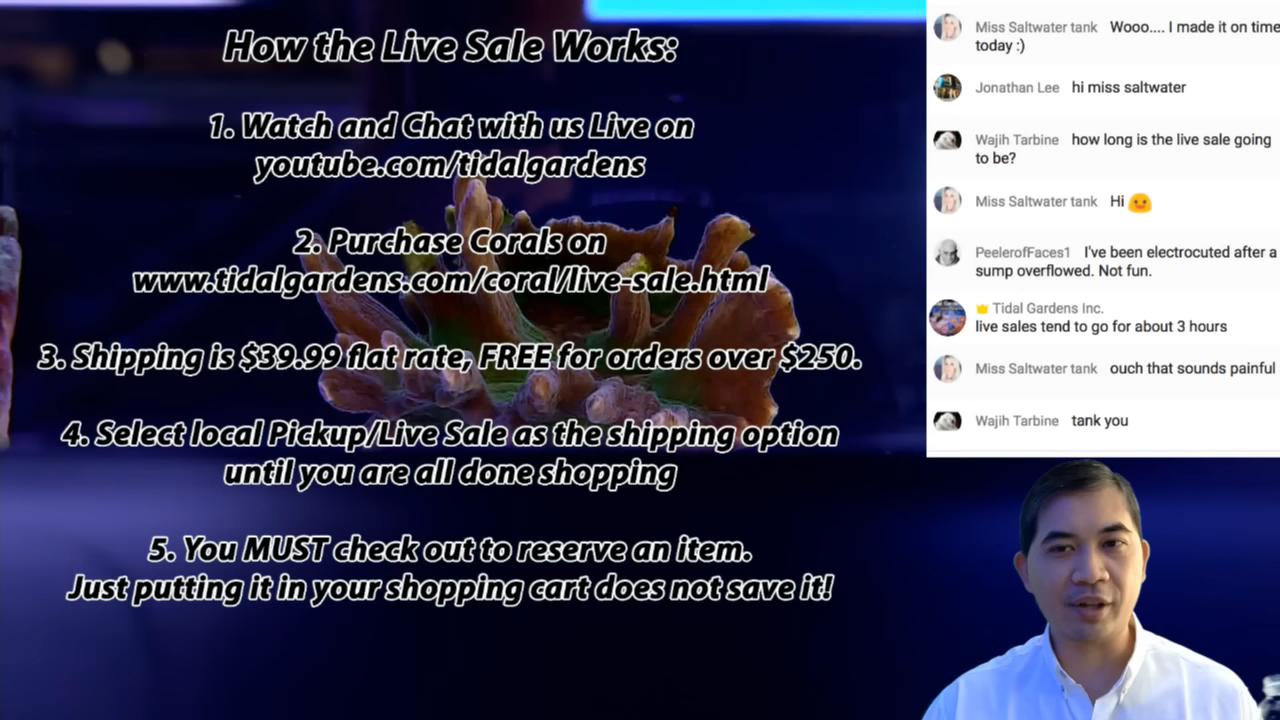 How the Live Sale Works:
1. Watch and Chat with us Live on
youtube.com/tidalgardens
2. Purchase Corals on
www.tidalgardens.com/coral/live-sale.html
3. Shipping is $39.99 flat rate, FREE for orders over $250.
4. Select local Pickup/Live Sale as the shipping option
until you are all done shopping
5. You MUST check out to reserve an item.
Just putting it in your shopping cart does not save it!
Miss Saltwater tank Wooo.... I made it on time
today :)
Jonathan Lee hi miss saltwater
Wajih Tarbine how long is the live sale going
to be?
Miss Saltwater tank Hi
PeelerofFaces1 I've been electrocuted after a
sump overflowed. Not fun.
Tidal Gardens Inc.
live sales tend to go for about 3 hours
Miss Saltwater tank ouch that sounds painful
Wajih Tarbine tank you